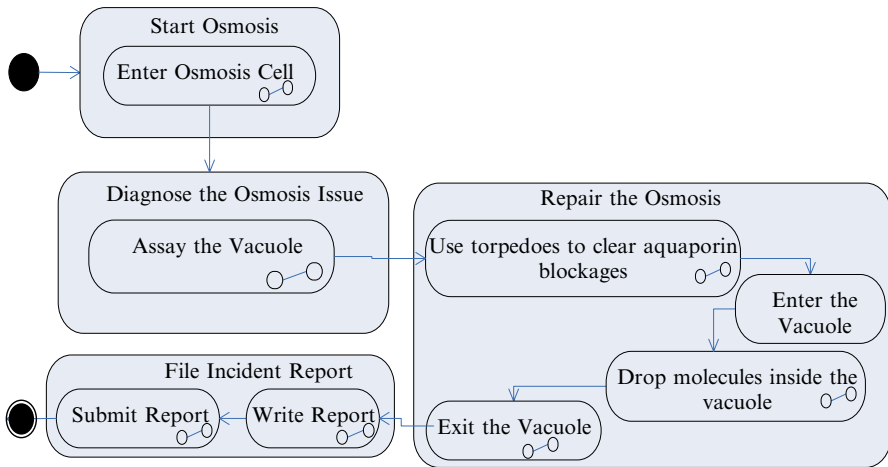 Start Osmosis
Enter Osmosis Cell
Diagnose the Osmosis Issue
Assay the Vacuole
Repair the Osmosis
Use torpedoes to clear aquaporin
blockages
Enter the
Vacuole
Drop molecules inside the
vacuole
Exit the Vacuole
File Incident Report
Write Report
Submit Report